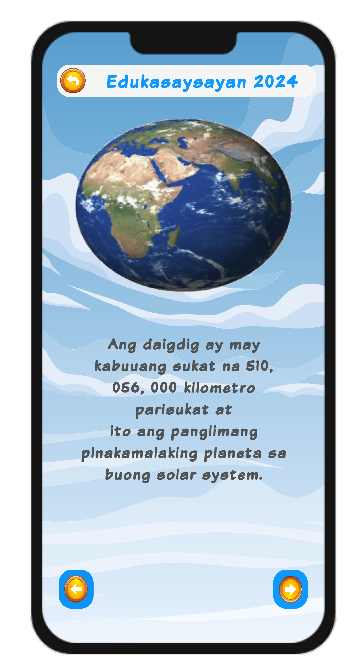 Edukasaysayan 2024
Ang daigdig ay may
kabuuang sukat na 510,
056, 000 kilometro
parisukat at
ito ang panglimang
pinakamalaking planeta sa
buong solar system.